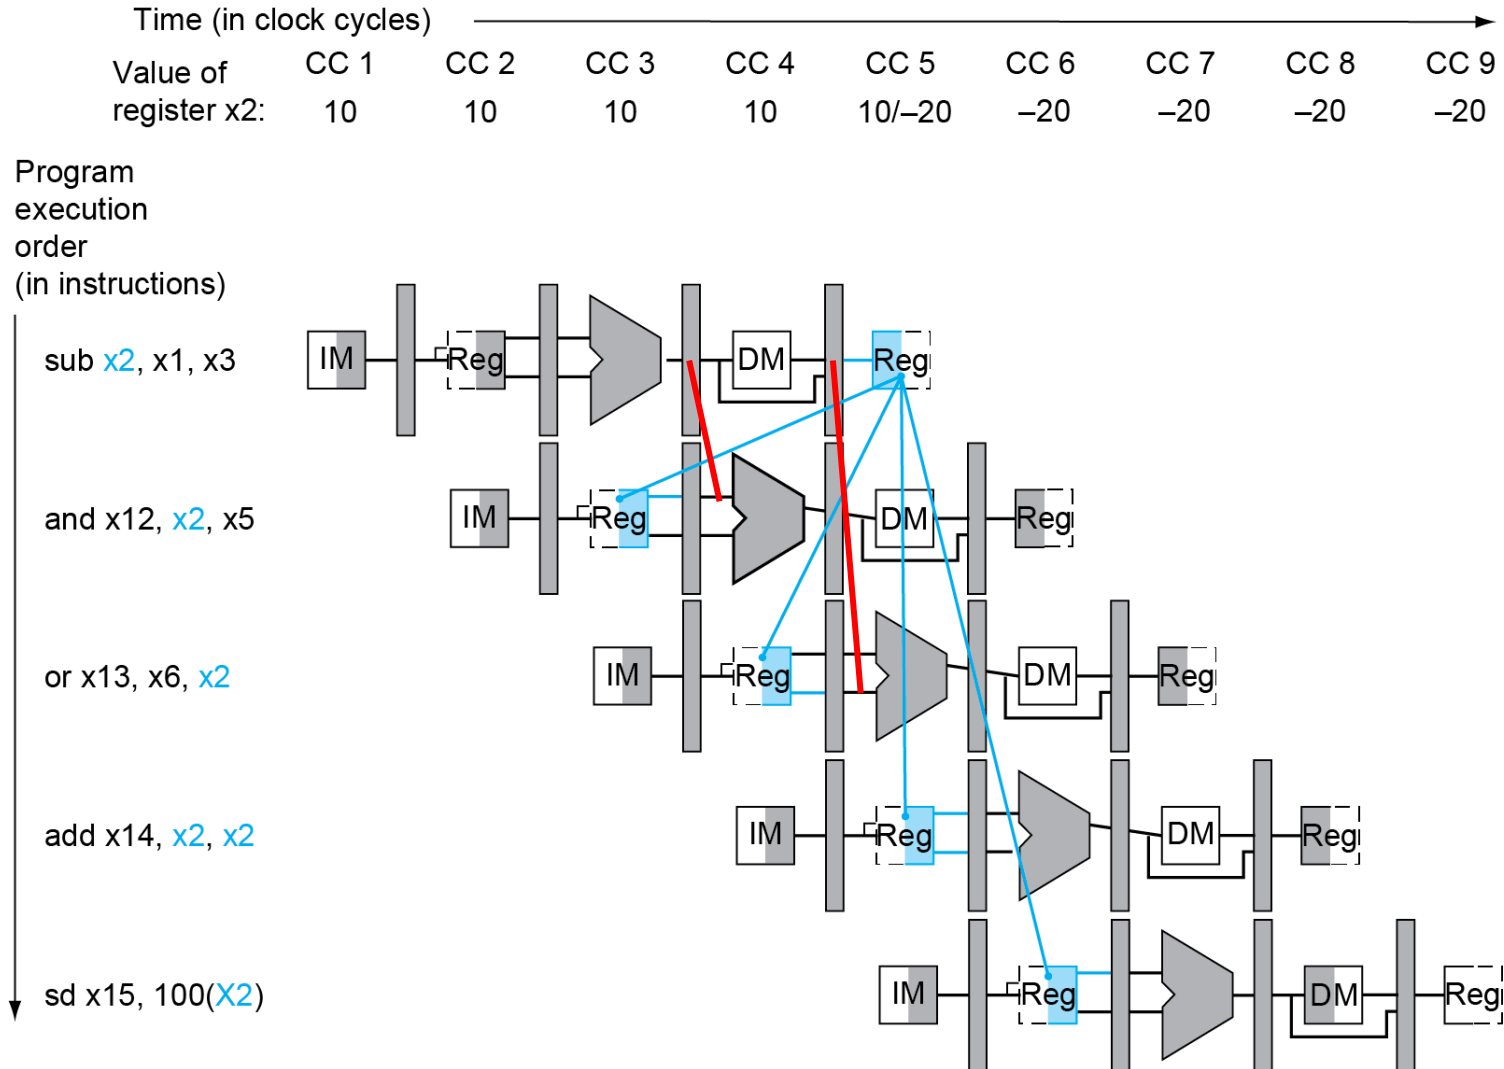 Time (in clock cycles)
Value of register x2:
CC 1 CC 2 CC 3 CC 4 CC 5 CC 6 CC 7 CC 8 CC 9
10 10 10 10 10/–20 –20 –20 –20 –20
Program
execution
order
(in instructions)
sub x2, x1, x3
IM Reg DM Reg
and x12, x2, x5
IM Reg DM Reg
or x13, x6, x2
IM Reg DM Reg
add x14, x2, x2
IM Reg DM Reg
sd x15, 100(X2)
IM Reg DM Reg